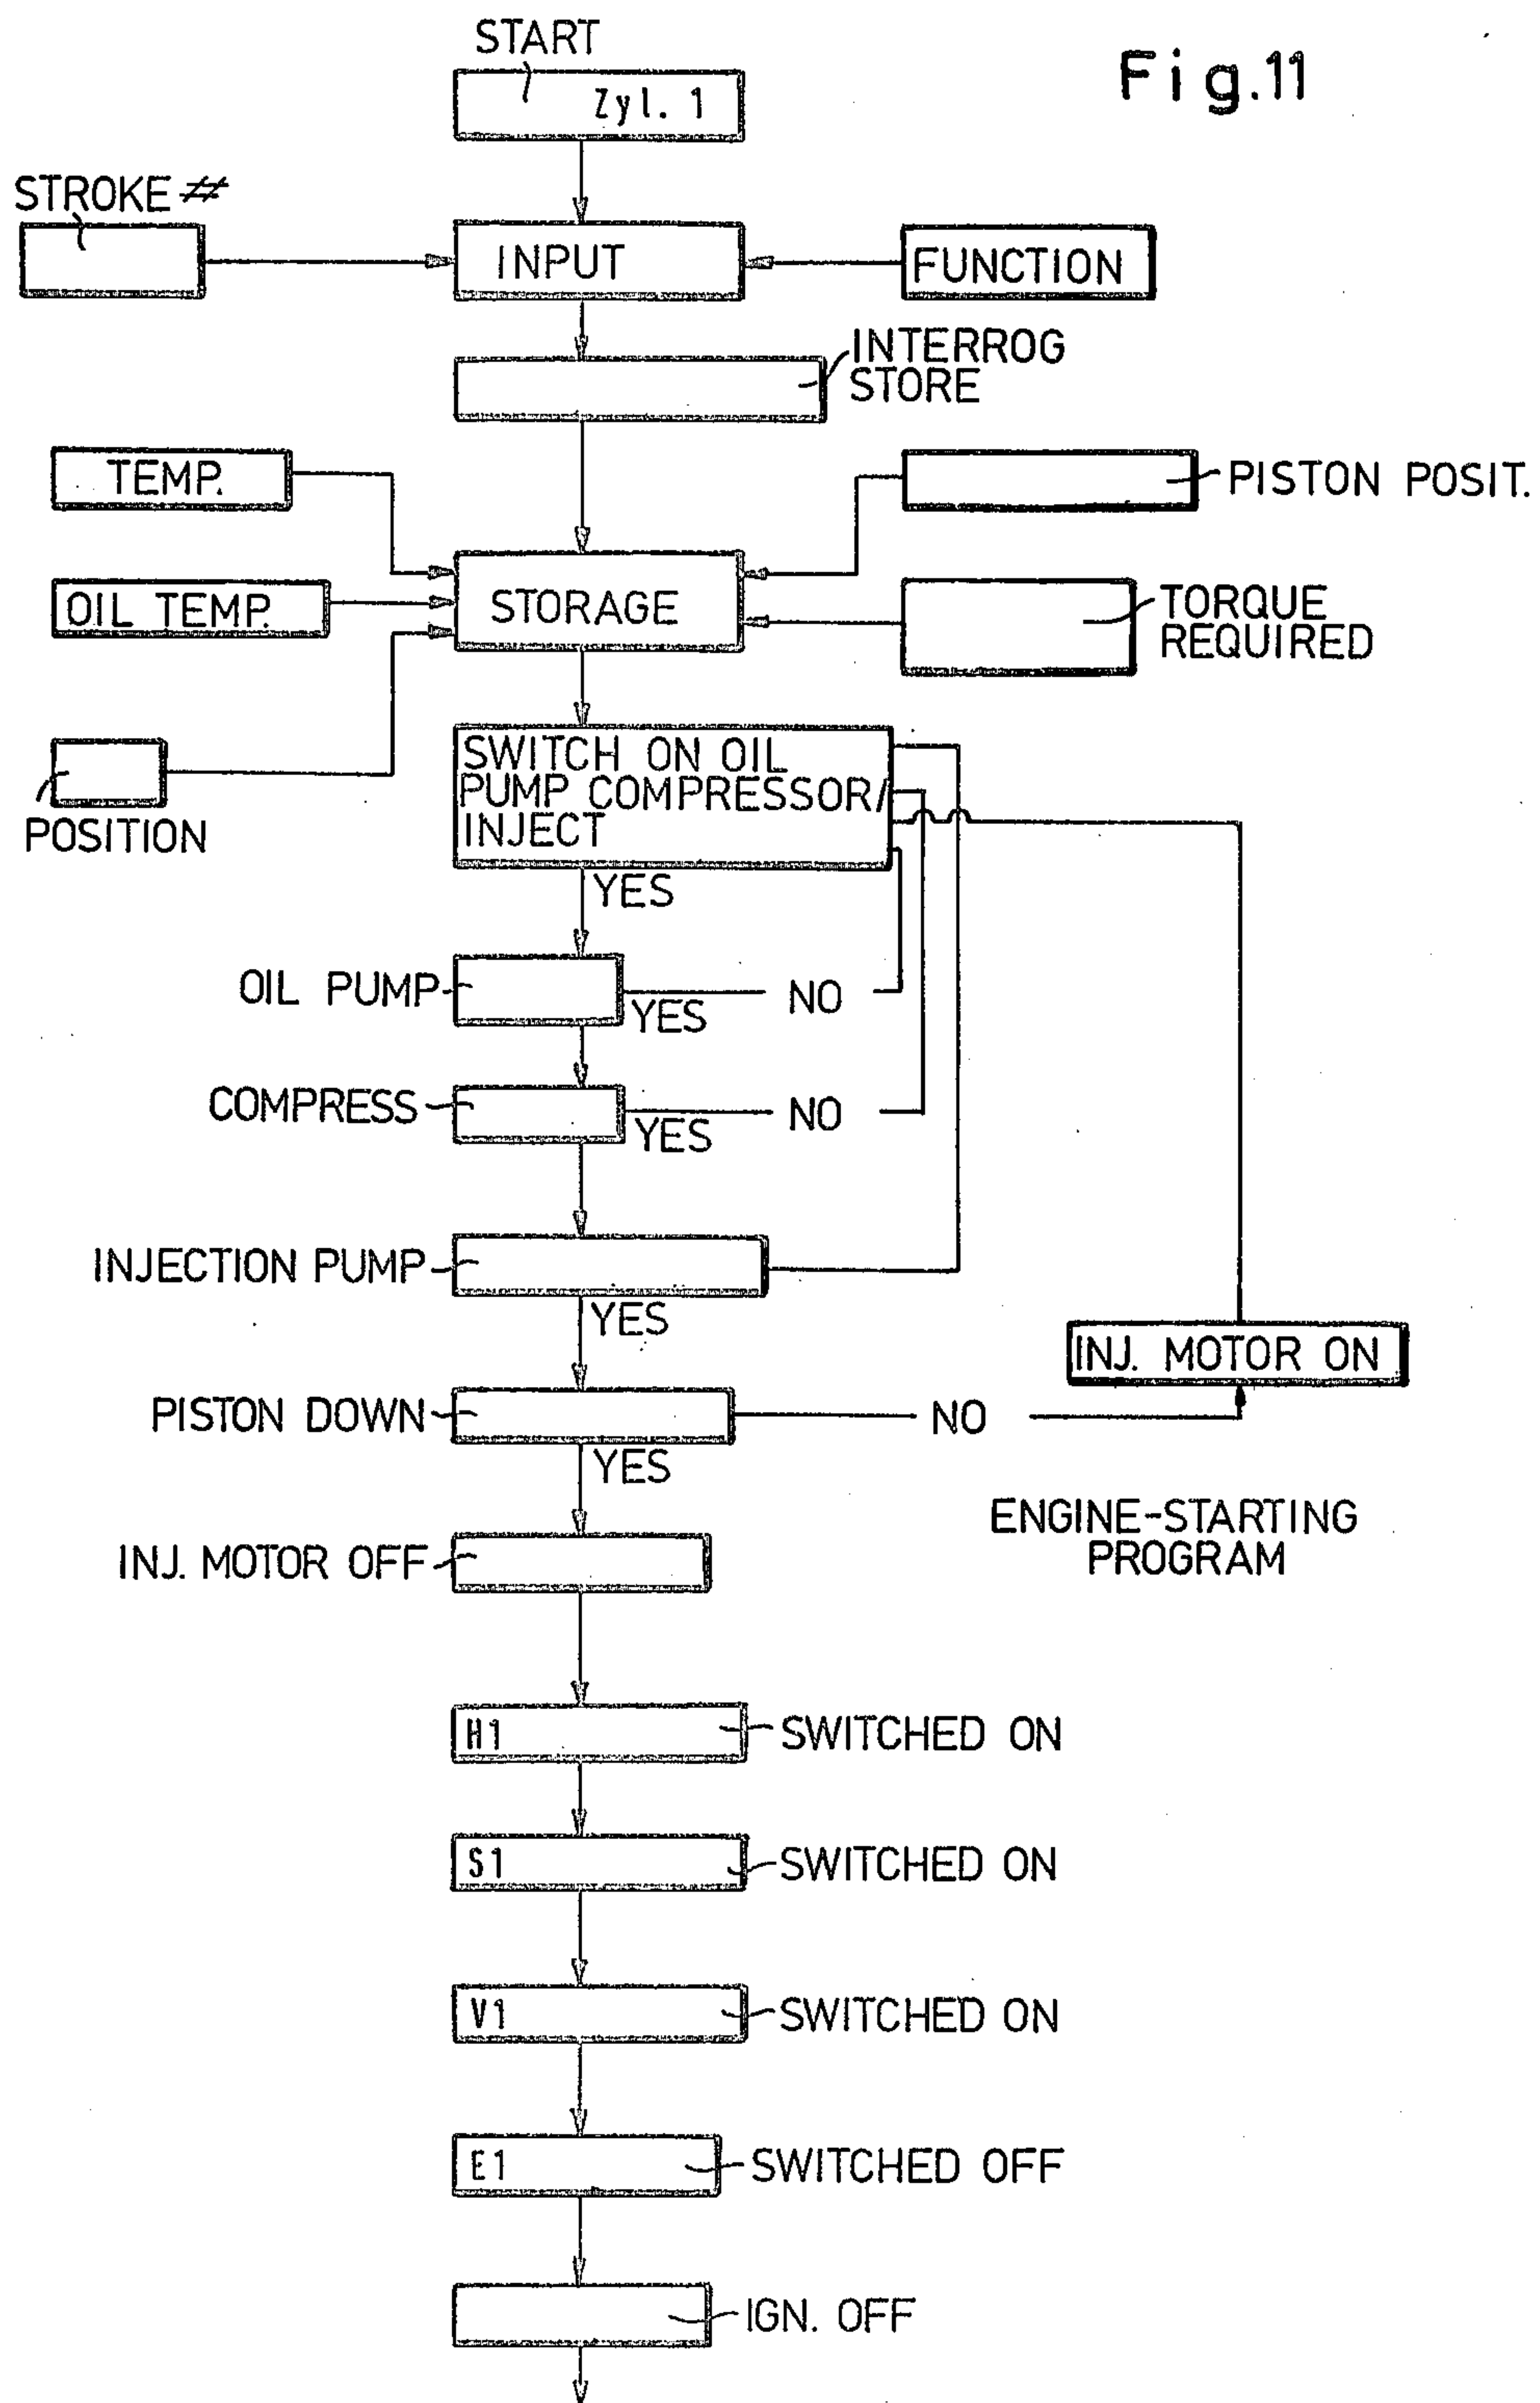 START
Fig.11
Zyl. 1
STROKE #
INPUT
FUNCTION
INTERROG
STORE
TEMP.
PISTON POSIT.
OIL TEMP.
STORAGE
TORQUE
REQUIRED
POSITION
SWITCH ON OIL
PUMP COMPRESSOR/
INJECT
YES
OIL PUMP
YES
NO
COMPRESS
YES
NO
INJECTION PUMP
YES
INJ. MOTOR ON
PISTON DOWN
NO
YES
ENGINE-STARTING
PROGRAM
INJ. MOTOR OFF
H1
SWITCHED ON
S1
SWITCHED ON
V1
SWITCHED ON
E1
SWITCHED OFF
IGN. OFF